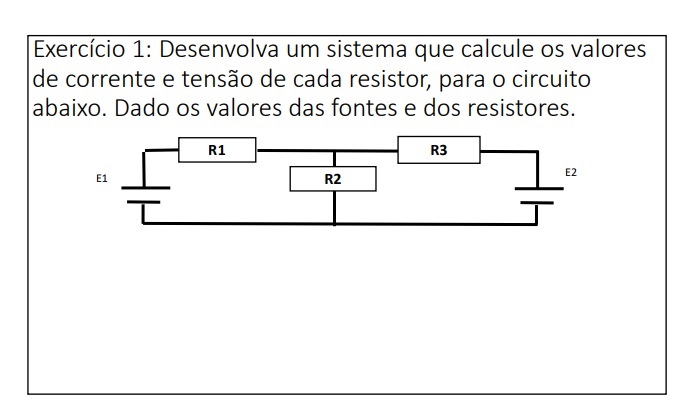 Exercício 1: Desenvolva um sistema que calcule os valores
de corrente e tensão de cada resistor, para o circuito
abaixo. Dado os valores das fontes e dos resistores.
R1
R3
E1
R2
E2